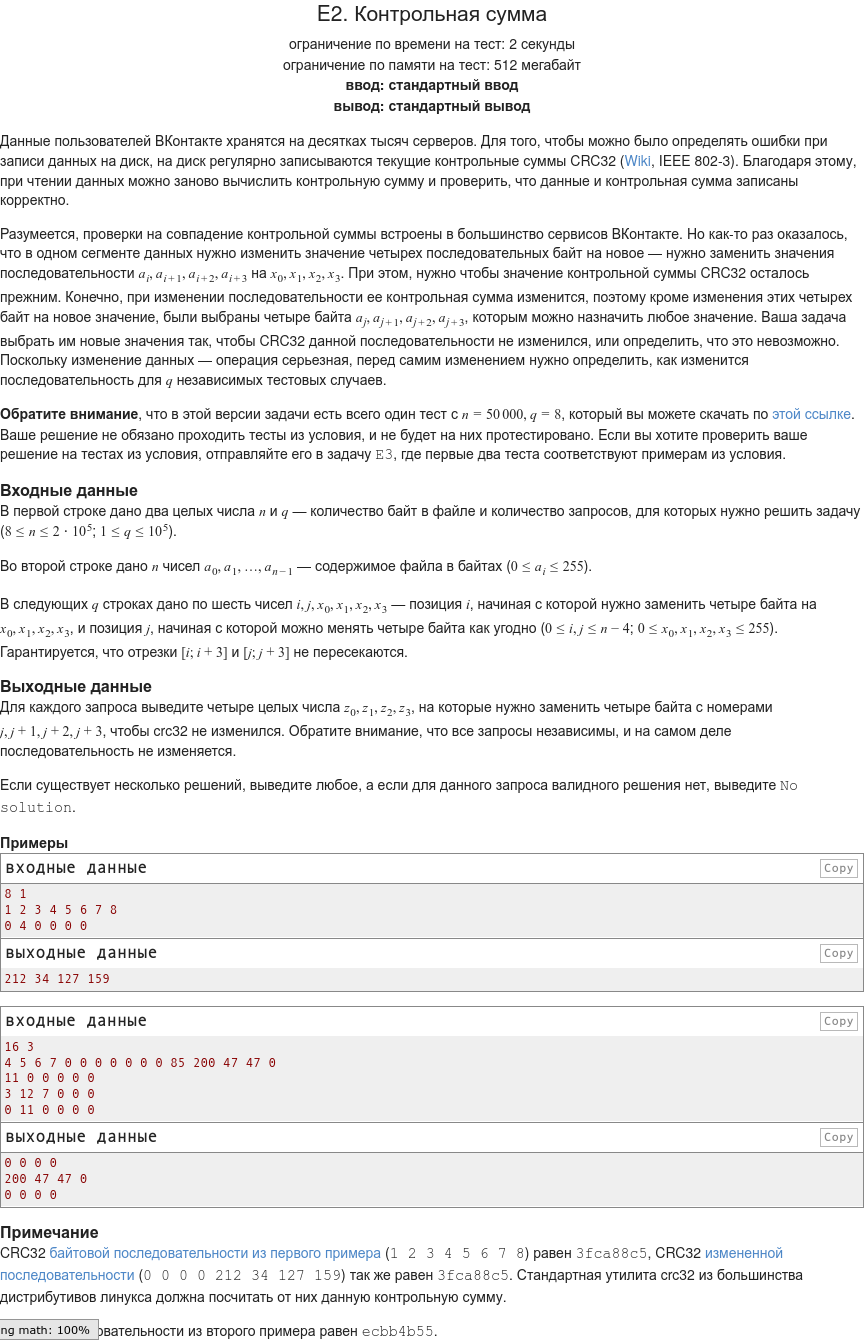 E2. Контрольная сумма
ограничение по времени на тест: 2 секунды
ограничение по памяти на тест: 512 мегабайт
ввод: стандартный ввод
вывод: стандартный вывод
Данные пользователей ВКонтакте хранятся на десятках тысяч серверов. Для того, чтобы можно было определять ошибки при
записи данных на диск, на диск регулярно записываются текущие контрольные суммы CRC32 (Wiki, IEEE 802-3). Благодаря этому,
при чтении данных можно заново вычислить контрольную сумму и проверить, что данные и контрольная сумма записаны
корректно.
Разумеется, проверки на совпадение контрольной суммы встроены в большинство сервисов ВКонтакте. Но как-то раз оказалось,
что в одном сегменте данных нужно изменить значение четырех последовательных байт на новое — нужно заменить значения
последовательности a_i, a_{i+1}, a_{i+2}, a_{i+3} на x_0, x_1, x_2, x_3. При этом, нужно чтобы значение контрольной суммы CRC32 осталось
прежним. Конечно, при изменении последовательности ее контрольная сумма изменится, поэтому кроме изменения этих четырех
байт на новое значение, были выбраны четыре байта a_j, a_{j+1}, a_{j+2}, a_{j+3}, которым можно назначить любое значение. Ваша задача
выбрать им новые значения так, чтобы CRC32 данной последовательности не изменился, или определить, что это невозможно.
Поскольку изменение данных — операция серьезная, перед самим изменением нужно определить, как изменится
последовательность для q независимых тестовых случаев.
Обратите внимание, что в этой версии задачи есть всего один тест с n = 50 000, q = 8, который вы можете скачать по этой ссылке.
Ваше решение не обязано проходить тесты из условия, и не будет на них протестировано. Если вы хотите проверить ваше
решение на тестах из условия, отправляйте его в задачу E3, где первые два теста соответствуют примерам из условия.
Входные данные
В первой строке дано два целых числа n и q — количество байт в файле и количество запросов, для которых нужно решить задачу
(8 ≤ n ≤ 2 · 10^5; 1 ≤ q ≤ 10^5).
Во второй строке дано n чисел a_0, a_1, ..., a_{n−1} — содержимое файла в байтах (0 ≤ a_i ≤ 255).
В следующих q строках дано по шесть чисел i, j, x_0, x_1, x_2, x_3 — позиция i, начиная с которой нужно заменить четыре байта на
x_0, x_1, x_2, x_3, и позиция j, начиная с которой можно менять четыре байта как угодно (0 ≤ i, j ≤ n − 4; 0 ≤ x_0, x_1, x_2, x_3 ≤ 255).
Гарантируется, что отрезки [i; i + 3] и [j; j + 3] не пересекаются.
Выходные данные
Для каждого запроса выведите четыре целых числа z_0, z_1, z_2, z_3, на которые нужно заменить четыре байта с номерами
j, j + 1, j + 2, j + 3, чтобы crc32 не изменился. Обратите внимание, что все запросы независимы, и на самом деле
последовательность не изменяется.
Если существует несколько решений, выведите любое, а если для данного запроса валидного решения нет, выведите No
solution.
Примеры
входные данные
Copy
8 1
1 2 3 4 5 6 7 8
0 4 0 0 0 0
выходные данные
Copy
212 34 127 159
входные данные
Copy
16 3
4 5 6 7 0 0 0 0 0 0 0 85 200 47 47 0
11 0 0 0 0 0
3 12 7 0 0 0
0 11 0 0 0 0
выходные данные
Copy
0 0 0 0
200 47 47 0
0 0 0 0
Примечание
CRC32 байтовой последовательности из первого примера (1 2 3 4 5 6 7 8) равен 3fca88c5, CRC32 измененной
последовательности (0 0 0 0 212 34 127 159) так же равен 3fca88c5. Стандартная утилита crc32 из большинства
дистрибутивов линукса должна посчитать от них данную контрольную сумму.
ng math: 100% овательности из второго примера равен ecbb4b55.